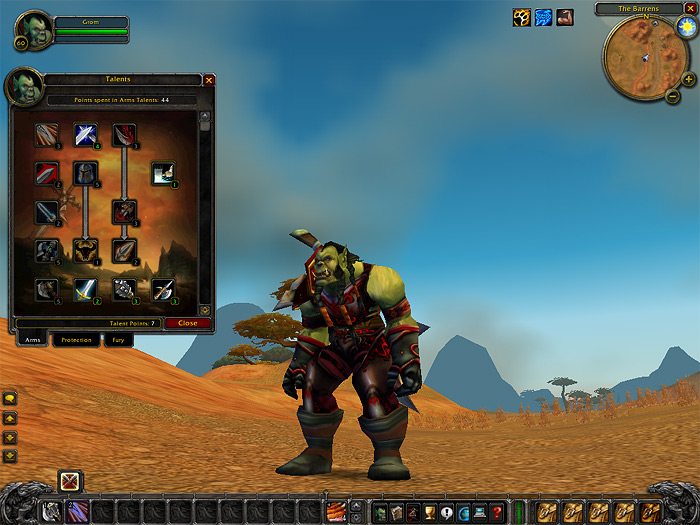 Grom
60
The Barrens
N
Talents
Points spent in Arms Talents: 44
Talent Points: 7
Close
Arms
Protection
Fury